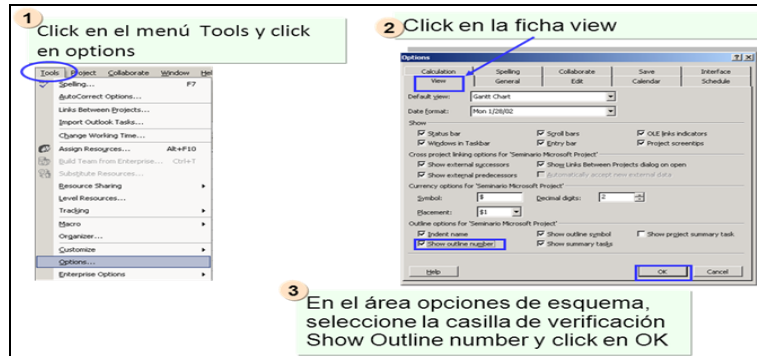 1
Click en el menú Tools y click
en options
Tools Project Collaborate Window Hel
Spelling... F7
AutoCorrect Options...
Links Between Projects...
Import Outlook Tasks...
Change Working Time...
Assign Resources... Alt+F10
Build Team from Enterprise... Ctrl+T
Substitute Resources...
Resource Sharing
Level Resources...
Tracking
Macro
Organizer...
Customize
Options...
Enterprise Options
2
Click en la ficha view
Options
Calculation Spelling Collaborate Save Interface
View General Edit Calendar Schedule
Default view: Gantt Chart
Date format: Mon 1/28/02
Show
Status bar Scroll bars OLE links indicators
Windows in Taskbar Entry bar Project screentips
Cross project linking options for 'Seminario Microsoft Project'
Show external successors Show Links Between Projects dialog on open
Show external predecessors Automatically accept new external data
Currency options for 'Seminario Microsoft Project'
Symbol: $ Decimal digits: 2
Placement: $1
Outline options for 'Seminario Microsoft Project'
Indent name Show outline symbol Show project summary task
Show outline number Show summary tasks
Help OK Cancel
3
En el área opciones de esquema,
seleccione la casilla de verificación
Show Outline number y click en OK